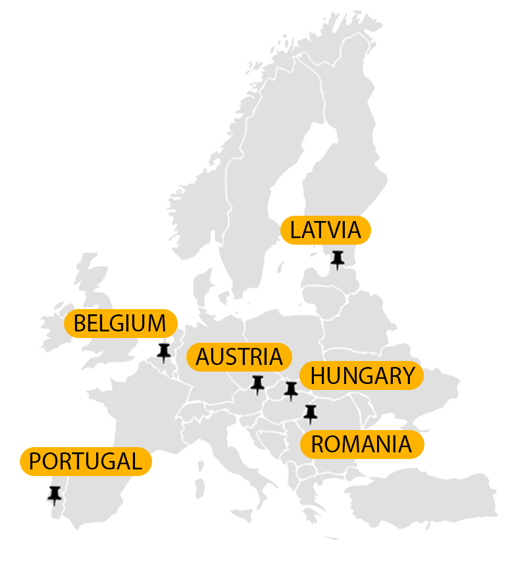 LATVIA
BELGIUM
AUSTRIA
HUNGARY
ROMANIA
PORTUGAL